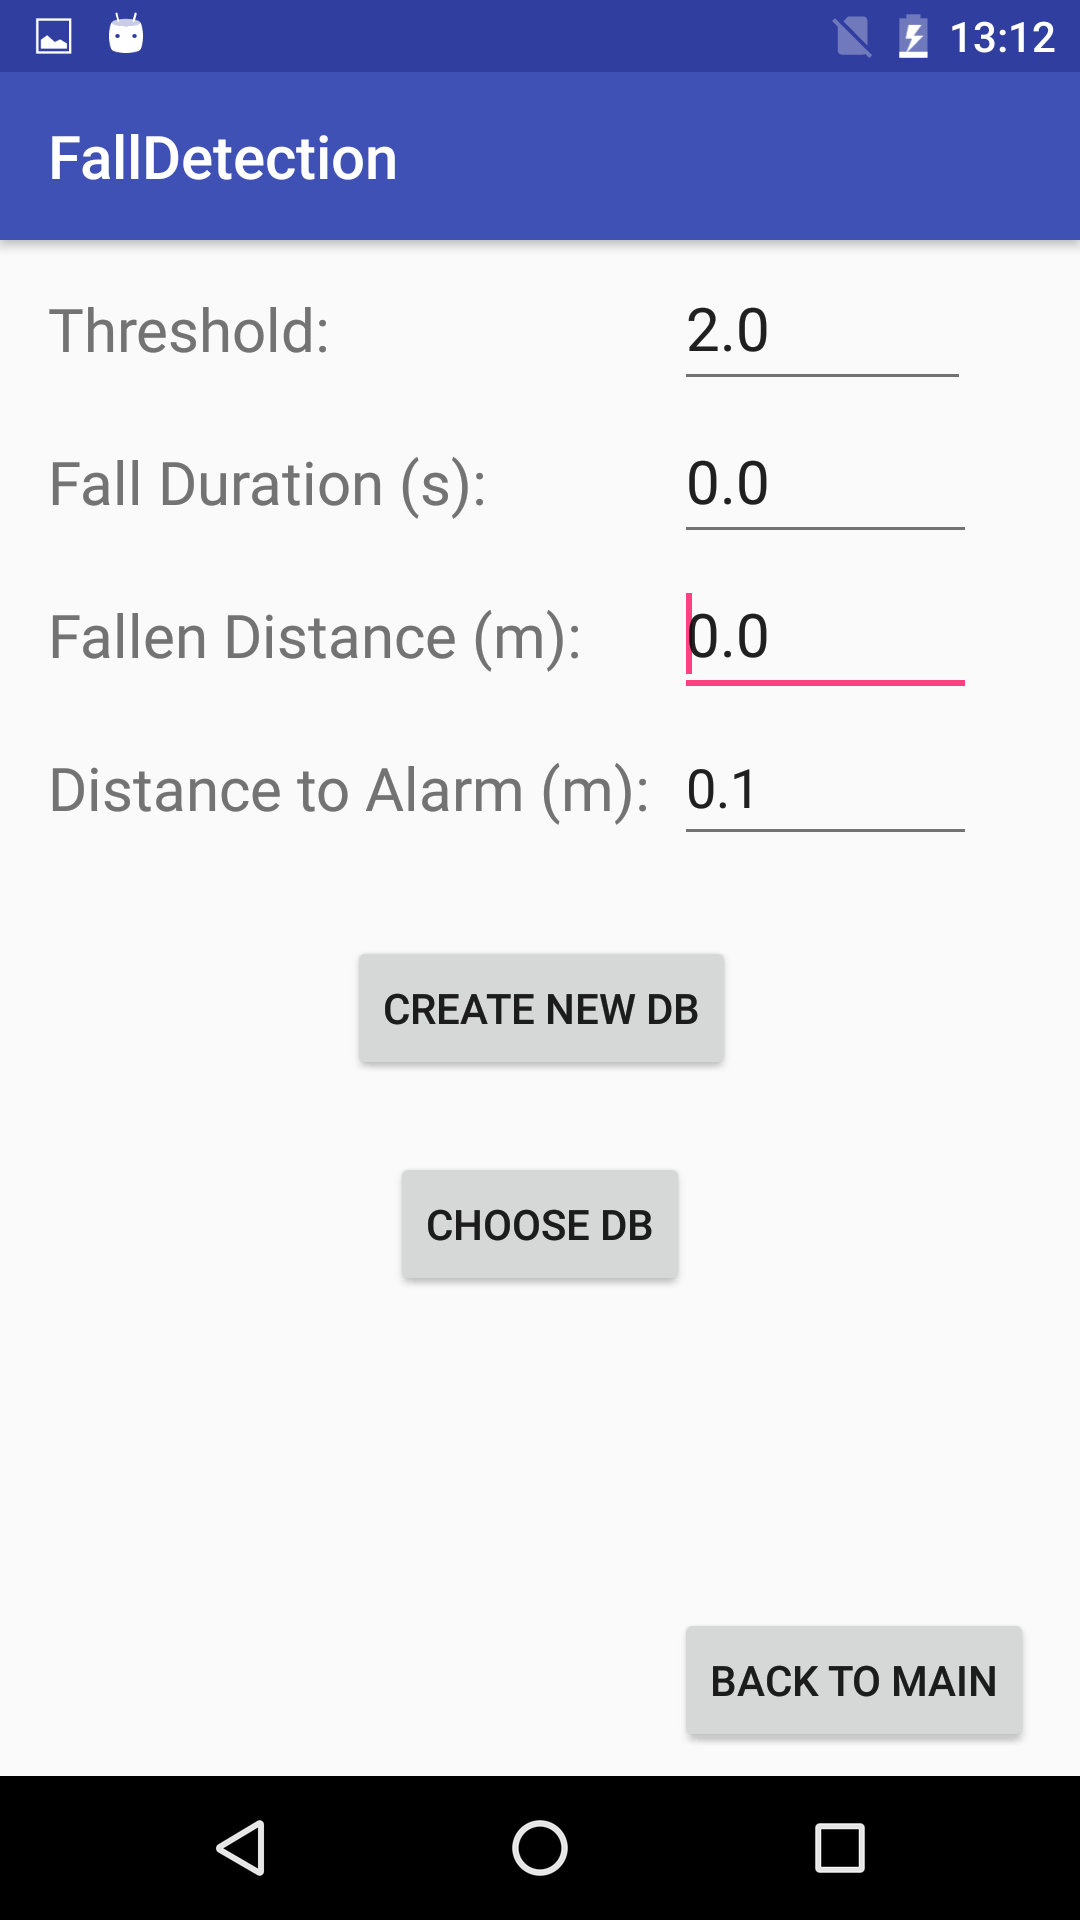 13:12
FallDetection
Threshold: 2.0
Fall Duration (s): 0.0
Fallen Distance (m): 0.0
Distance to Alarm (m): 0.1
CREATE NEW DB
CHOOSE DB
BACK TO MAIN